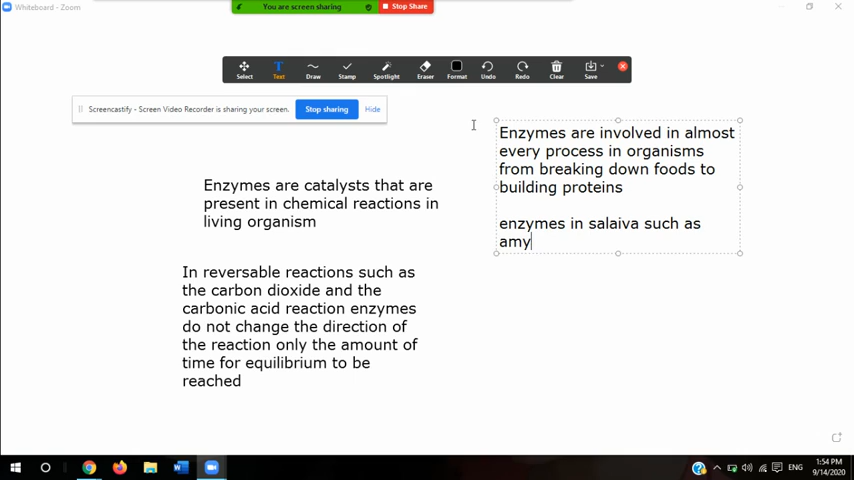 Whiteboard - Zoom
You are screen sharing
Stop Share
Select
Text
Draw
Stamp
Spotlight
Eraser
Format
Undo
Redo
Clear
Save
Screencastify - Screen Video Recorder is sharing your screen.
Stop sharing
Hide
Enzymes are involved in almost
every process in organisms
from breaking down foods to
building proteins
enzymes in salaiva such as
amy
Enzymes are catalysts that are
present in chemical reactions in
living organism
In reversable reactions such as
the carbon dioxide and the
carbonic acid reaction enzymes
do not change the direction of
the reaction only the amount of
time for equilibrium to be
reached
ENG
1:54 PM
9/14/2020